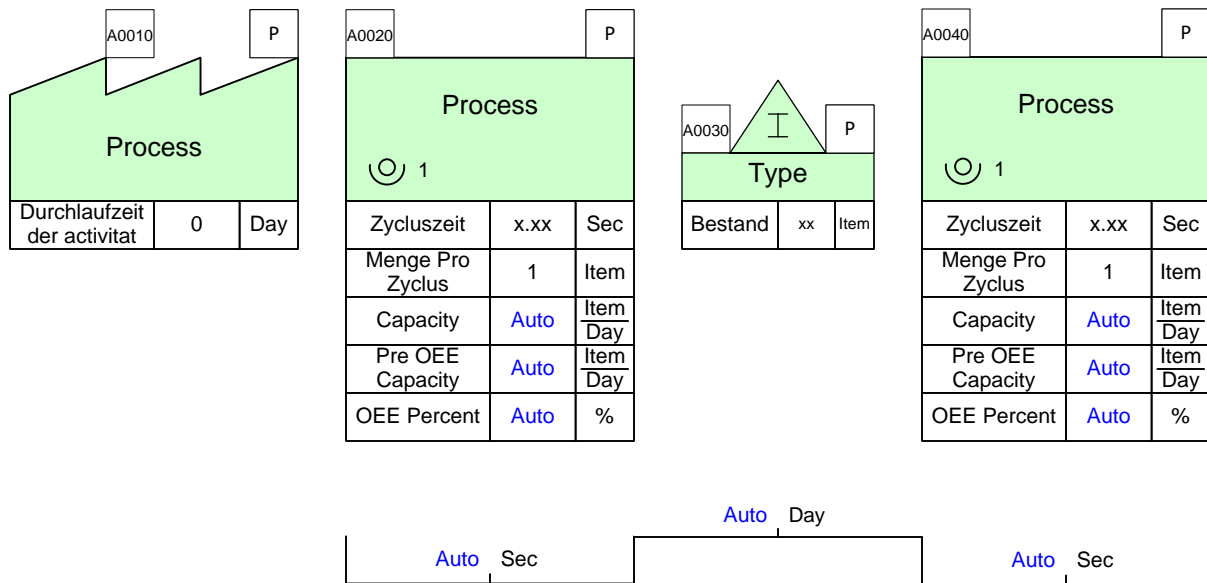 A0010 P
Process
Durchlaufzeit der activitat 0 Day
A0020 P
Process
1
Zycluszeit x.xx Sec
Menge Pro Zyclus 1 Item
Capacity Auto Item Day
Pre OEE Capacity Auto Item Day
OEE Percent Auto %
A0030 I P
Type
Bestand xx Item
A0040 P
Process
1
Zycluszeit x.xx Sec
Menge Pro Zyclus 1 Item
Capacity Auto Item Day
Pre OEE Capacity Auto Item Day
OEE Percent Auto %
Auto Day
Auto Sec
Auto Sec